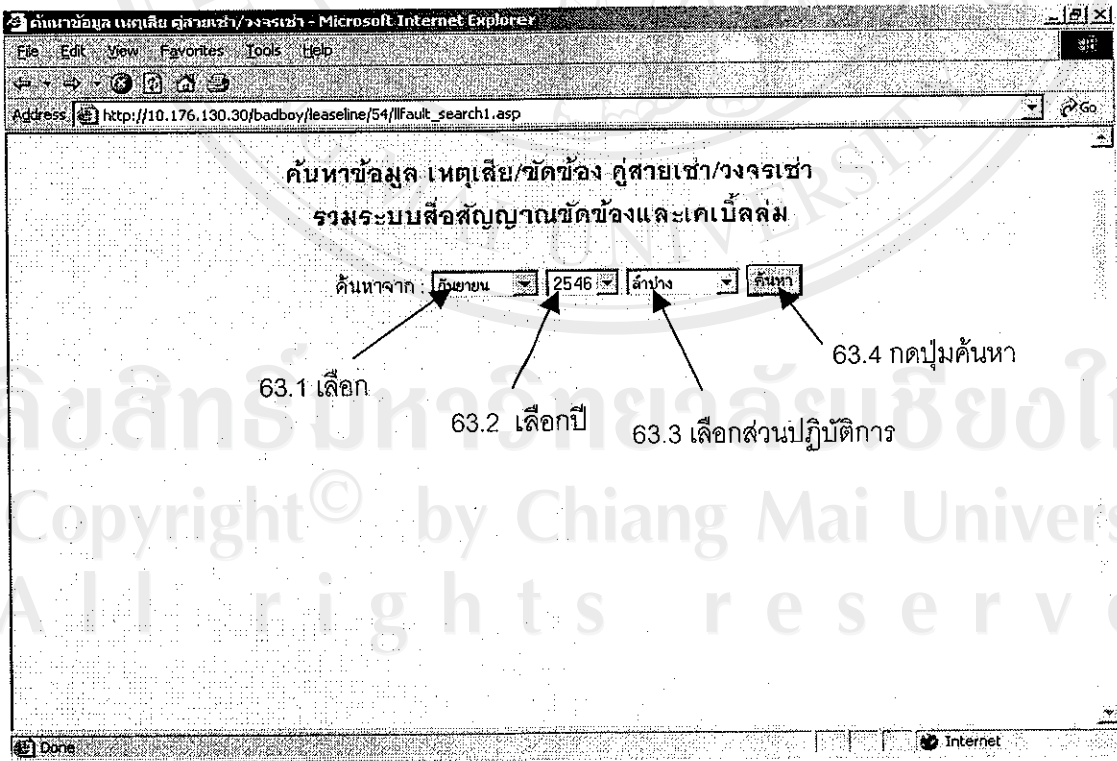 ค้นหาข้อมูล เหตุเสีย คู่สายเช่า/วงจรเช่า - Microsoft Internet Explorer
File Edit View Favorites Tools Help
Address http://10.176.130.30/badboy/leaseline/54/llfault_search1.asp Go
ค้นหาข้อมูล เหตุเสีย/ขัดข้อง คู่สายเช่า/วงจรเช่า
รวมระบบสื่อสัญญาณขัดข้องและเคเบิ้ลล่ม
ค้นหาจาก : กันยายน 2546 ลำปาง ค้นหา
63.4 กดปุ่มค้นหา
63.1 เลือก
63.2 เลือกปี
63.3 เลือกส่วนปฏิบัติการ
ลิขสิทธิ์มหาวิทยาลัยเชียงใ
Copyright© by Chiang Mai Univers
All rights reserve
Done Internet